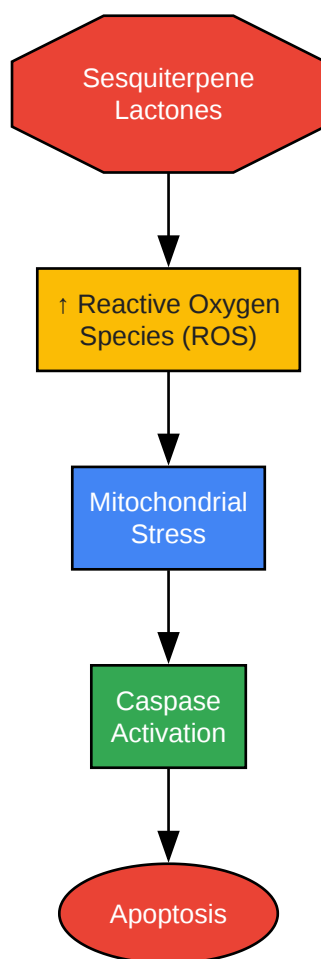 Sesquiterpene
Lactones
↑ Reactive Oxygen
Species (ROS)
Mitochondrial
Stress
Caspase
Activation
Apoptosis